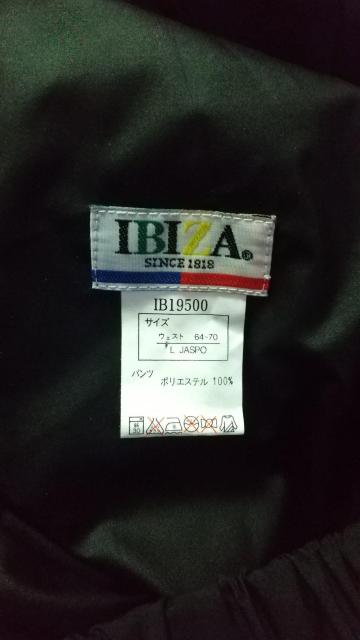 IBIZA®
SINCE 1818
IB19500
サイズ
ウェスト 64~70
L JASPO
パンツ
ポリエステル 100%